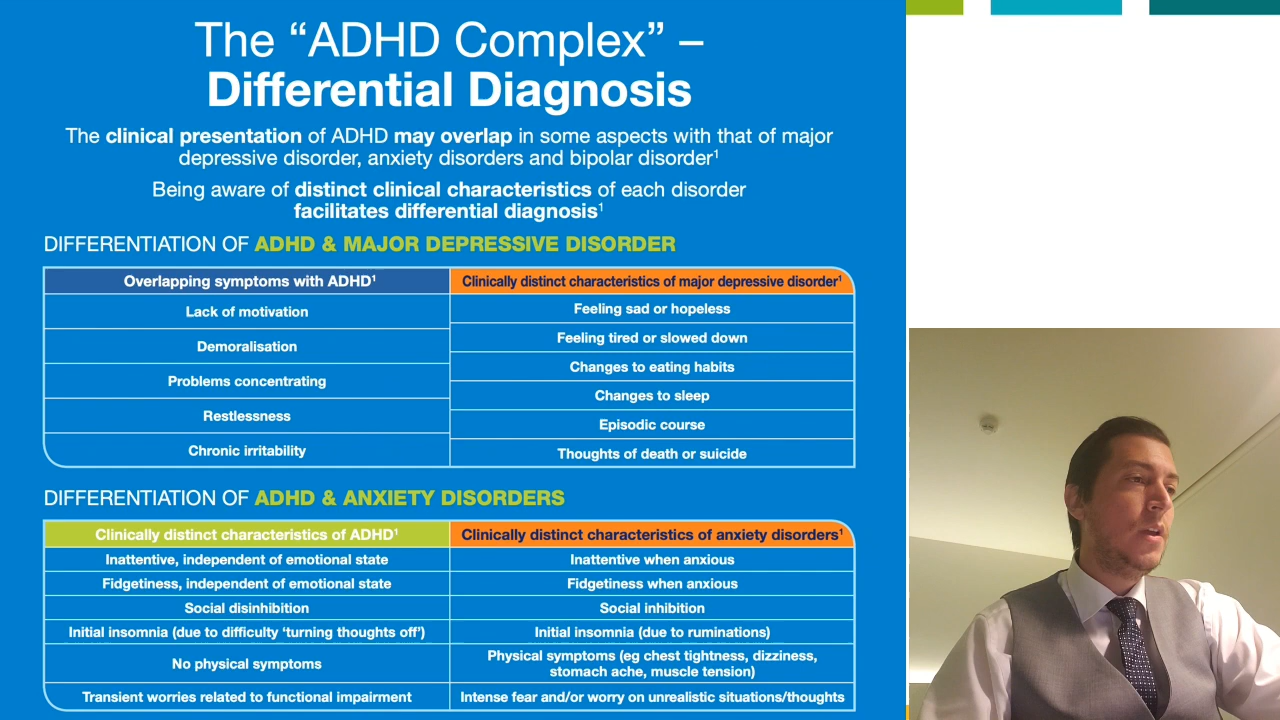 The “ADHD Complex” –
Differential Diagnosis
The clinical presentation of ADHD may overlap in some aspects with that of major
depressive disorder, anxiety disorders and bipolar disorder¹
Being aware of distinct clinical characteristics of each disorder
facilitates differential diagnosis¹
DIFFERENTIATION OF ADHD & MAJOR DEPRESSIVE DISORDER
Overlapping symptoms with ADHD¹
Lack of motivation
Demoralisation
Problems concentrating
Restlessness
Chronic irritability
Clinically distinct characteristics of major depressive disorder¹
Feeling sad or hopeless
Feeling tired or slowed down
Changes to eating habits
Changes to sleep
Episodic course
Thoughts of death or suicide
DIFFERENTIATION OF ADHD & ANXIETY DISORDERS
Clinically distinct characteristics of ADHD¹
Clinically distinct characteristics of anxiety disorders¹
Inattentive, independent of emotional state
Inattentive when anxious
Fidgetiness, independent of emotional state
Fidgetiness when anxious
Social disinhibition
Social inhibition
Initial insomnia (due to difficulty ‘turning thoughts off’)
Initial insomnia (due to ruminations)
No physical symptoms
Physical symptoms (eg chest tightness, dizziness,
stomach ache, muscle tension)
Transient worries related to functional impairment
Intense fear and/or worry on unrealistic situations/thoughts